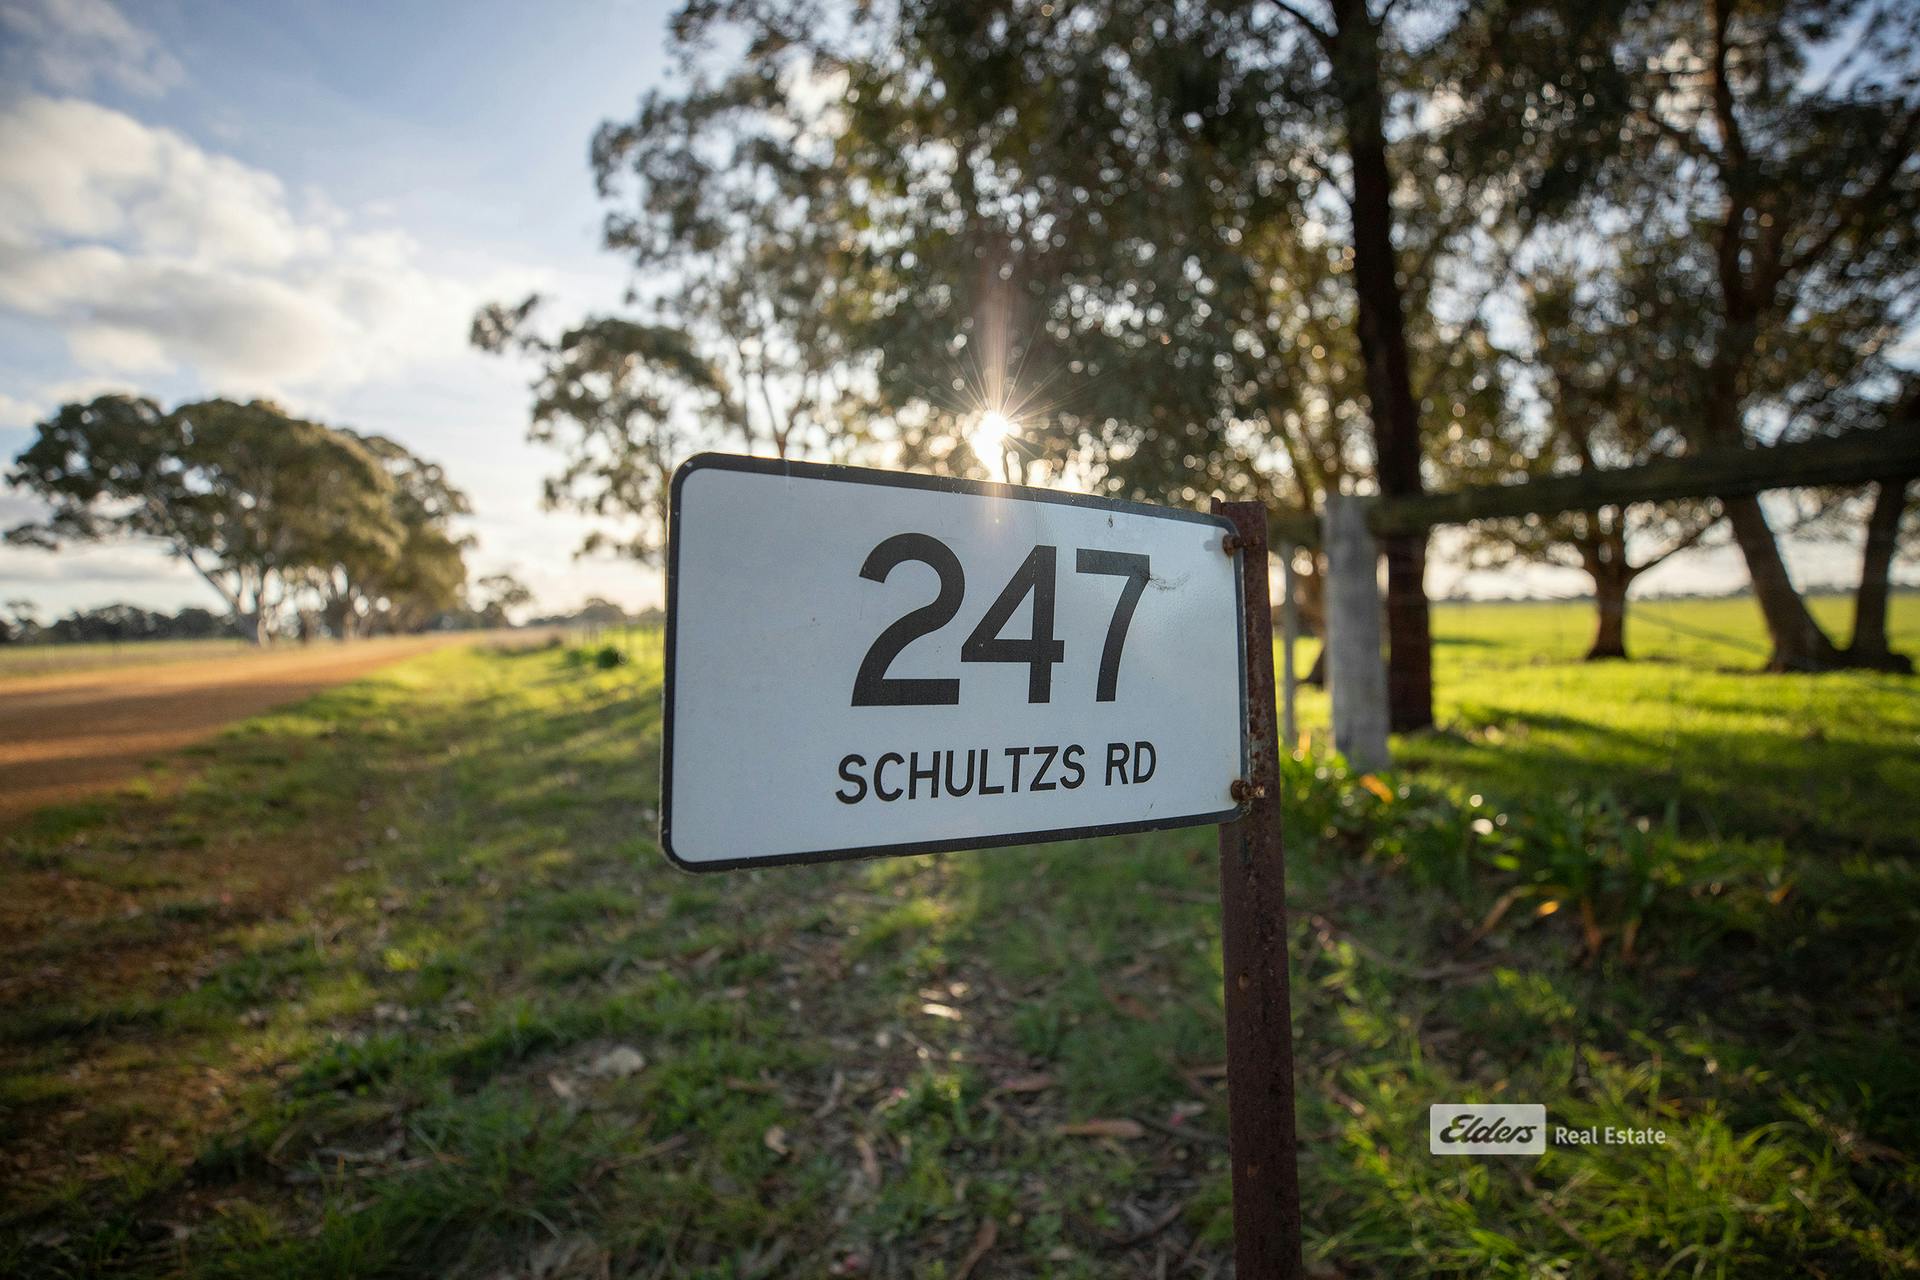 247
SCHULTZS RD
Elders Real Estate